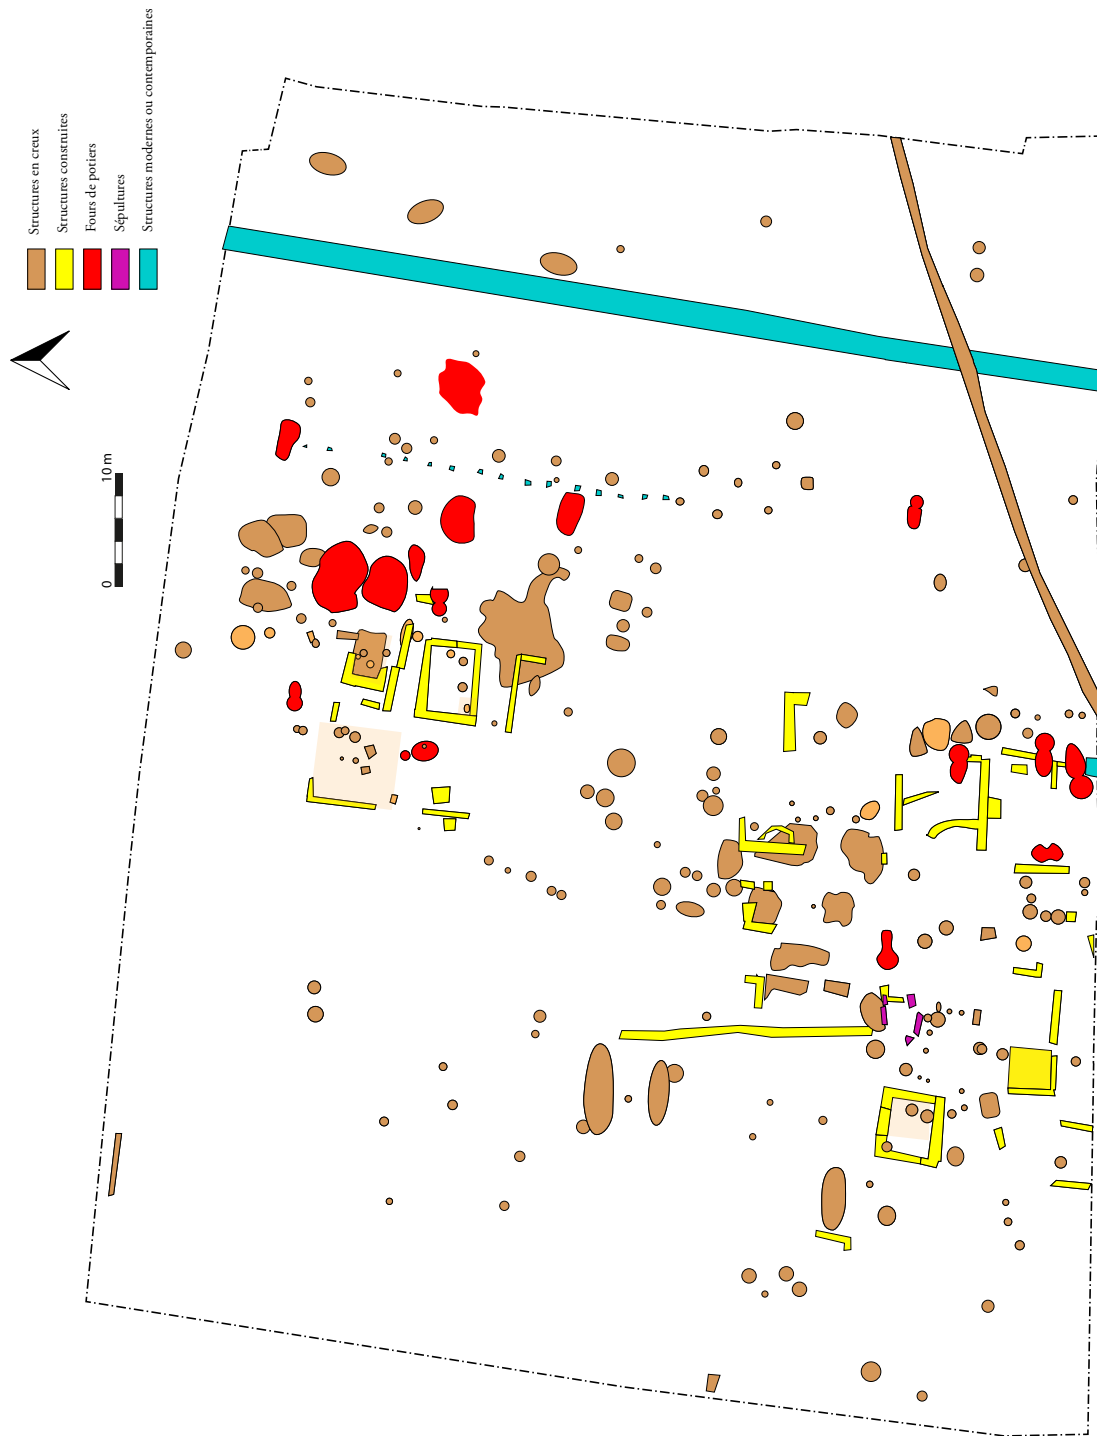 Structures en creux
Structures construites
Fours de potiers
Sépultures
Structures modernes ou contemporaines
0
10 m